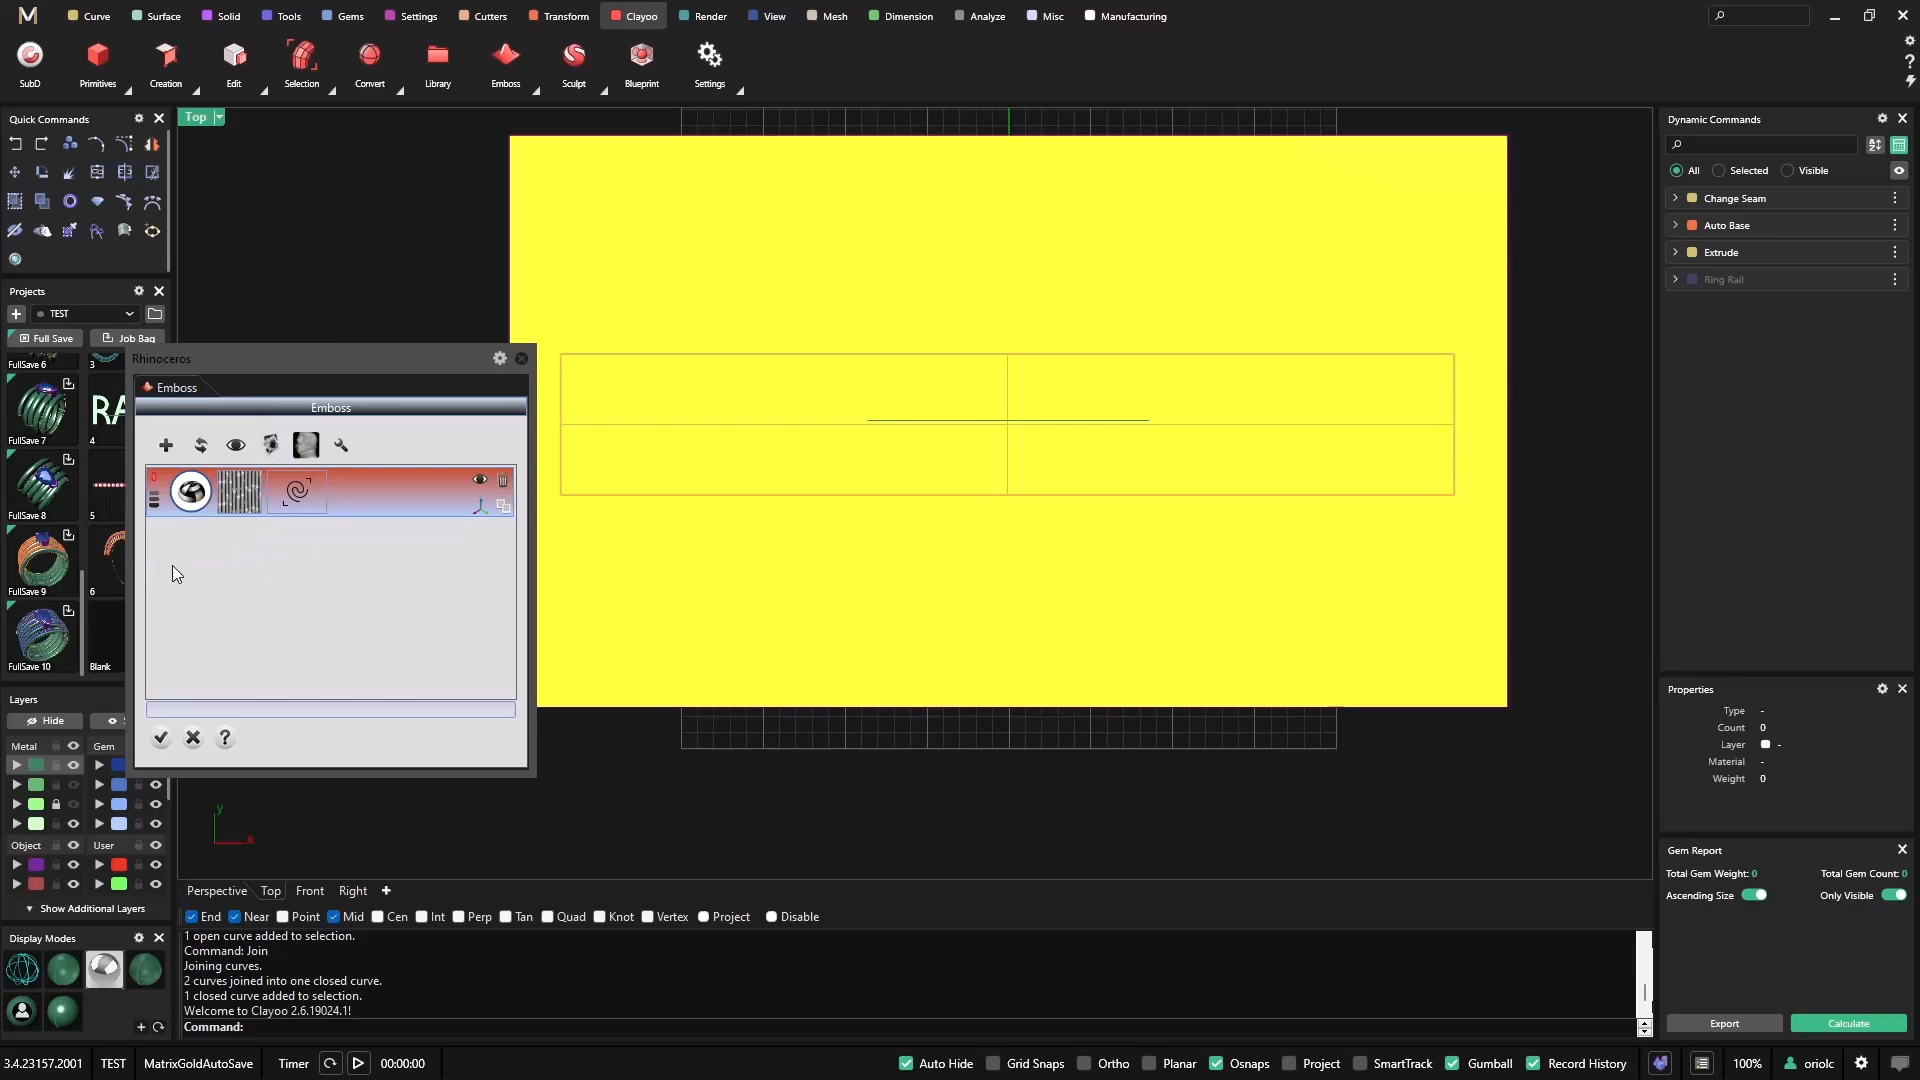 Curve Surface Solid Tools Gems Settings Cutters Transform Clayoo Render View Mesh Dimension Analyze Misc Manufacturing
SubD Primitives Creation Edit Selection Convert Library Emboss Sculpt Blueprint Settings
Quick Commands
Projects
TEST
Full Save Job Bag
FullSave 6 3
FullSave 7 4
FullSave 8 5
FullSave 9 6
FullSave 10 Blank
Rhinoceros
Emboss
Emboss
0
Layers
Hide
Metal Gem
Object User
Show Additional Layers
Display Modes
Top
y
x
Perspective Top Front Right
End Near Point Mid Cen Int Perp Tan Quad Knot Vertex Project Disable
1 open curve added to selection.
Command: Join
Joining curves.
2 curves joined into one closed curve.
1 closed curve added to selection.
Welcome to Clayoo 2.6.19024.1!
Command:
Dynamic Commands
All Selected Visible
Change Seam
Auto Base
Extrude
Ring Rail
Properties
Type -
Count 0
Layer -
Material -
Weight 0
Gem Report
Total Gem Weight: 0 Total Gem Count: 0
Ascending Size Only Visible
Export Calculate
3.4.23157.2001 TEST MatrixGoldAutoSave Timer 00:00:00 Auto Hide Grid Snaps Ortho Planar Osnaps Project SmartTrack Gumball Record History 100% oriolc